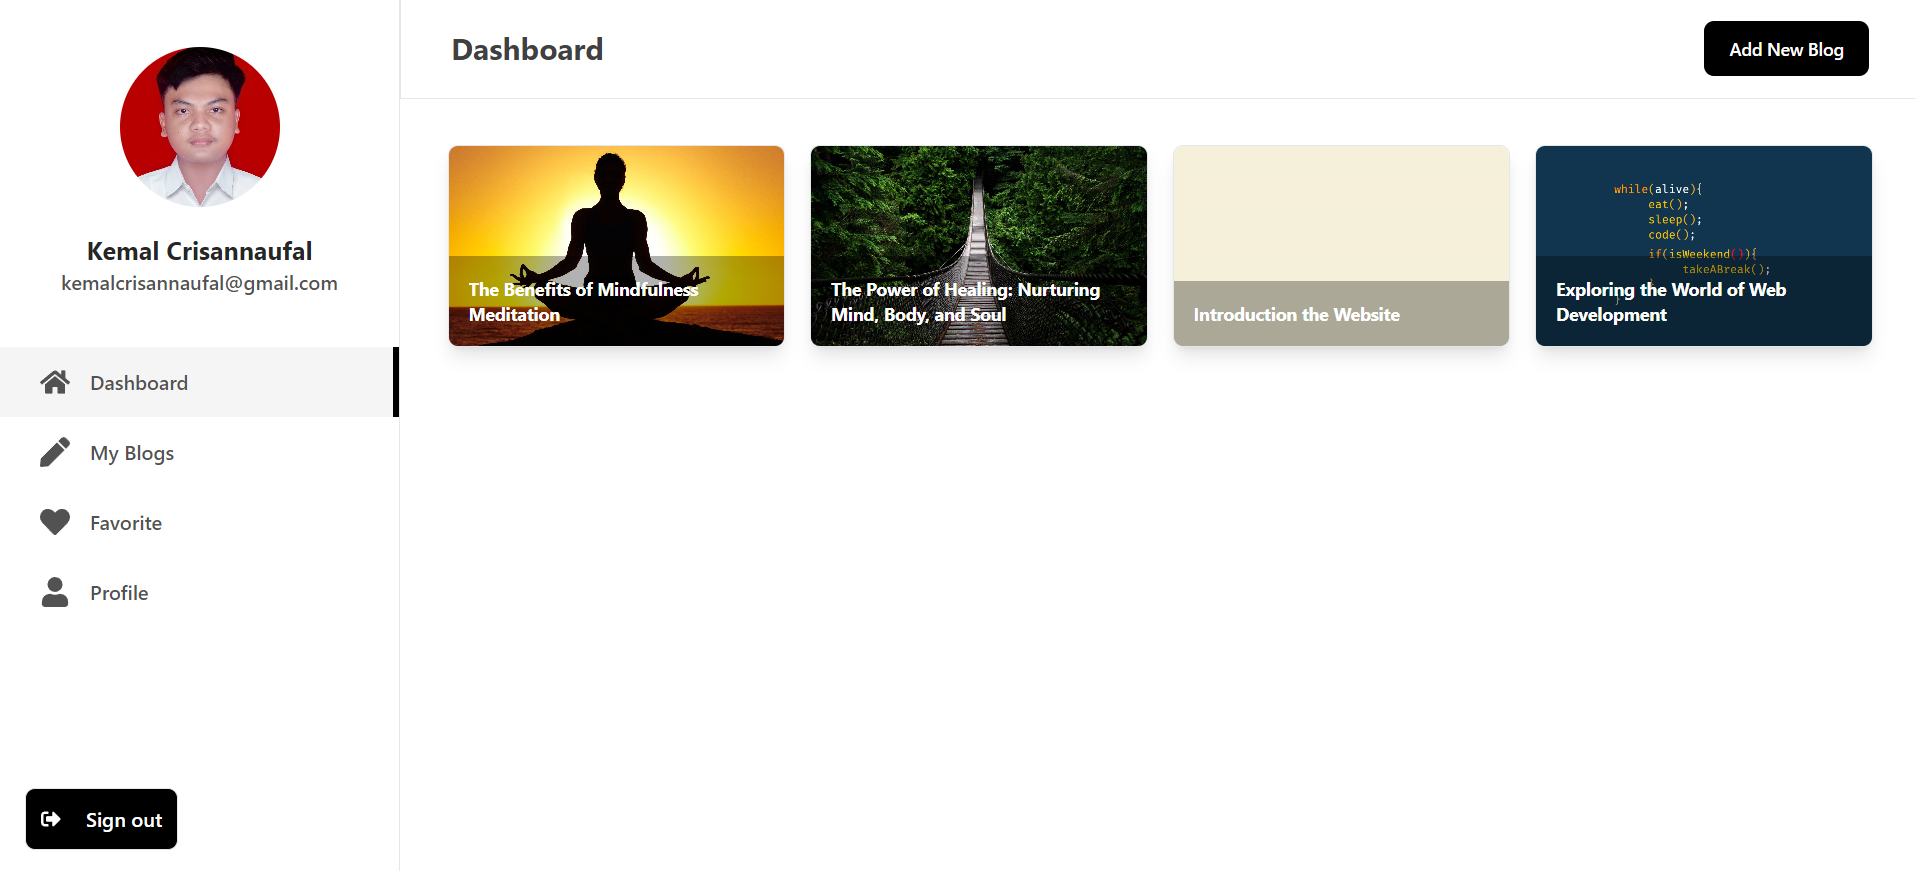 Kemal Crisannaufal
kemalcrisannaufal@gmail.com
Dashboard
My Blogs
Favorite
Profile
Sign out
Dashboard
Add New Blog
The Benefits of Mindfulness
Meditation
The Power of Healing: Nurturing
Mind, Body, and Soul
Introduction the Website
while(alive){
eat();
sleep();
code();
if(isWeekend()){
takeABreak();
}
}
Exploring the World of Web
Development